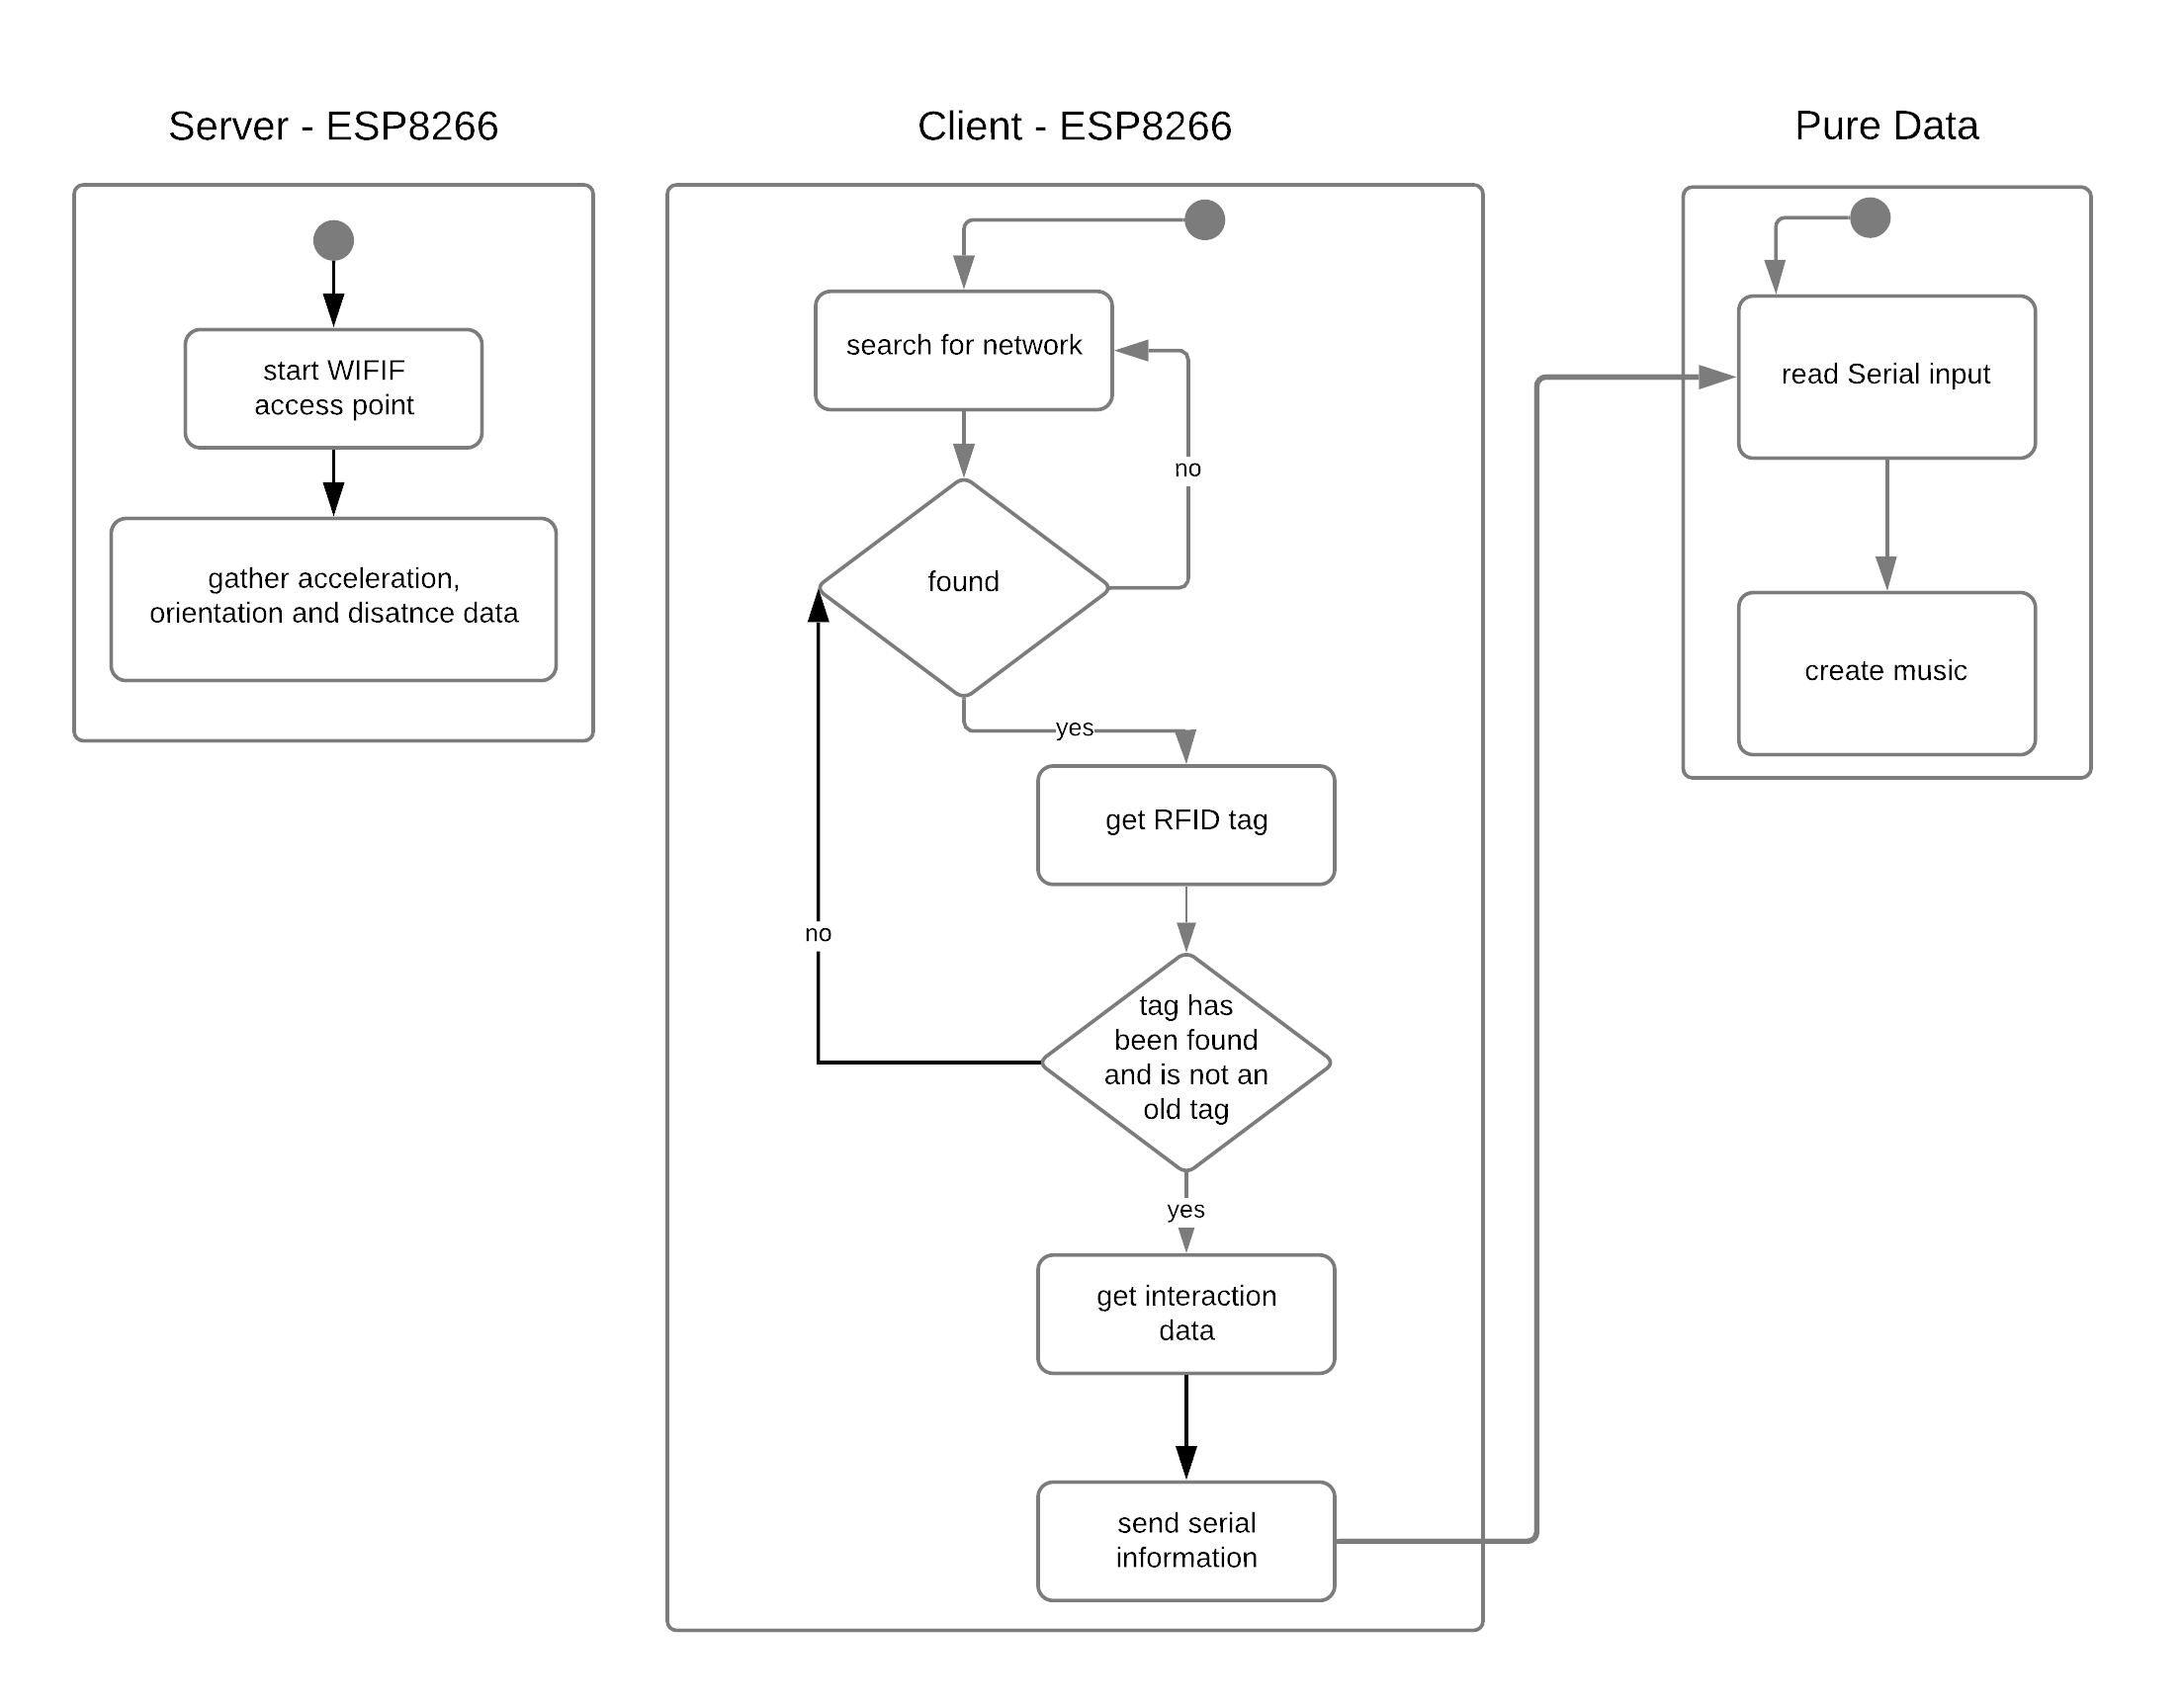 Server - ESP8266
start WIFIF
access point
gather acceleration,
orientation and disatnce data
Client - ESP8266
search for network
no
found
yes
get RFID tag
no
tag has
been found
and is not an
old tag
yes
get interaction
data
send serial
information
Pure Data
read Serial input
create music